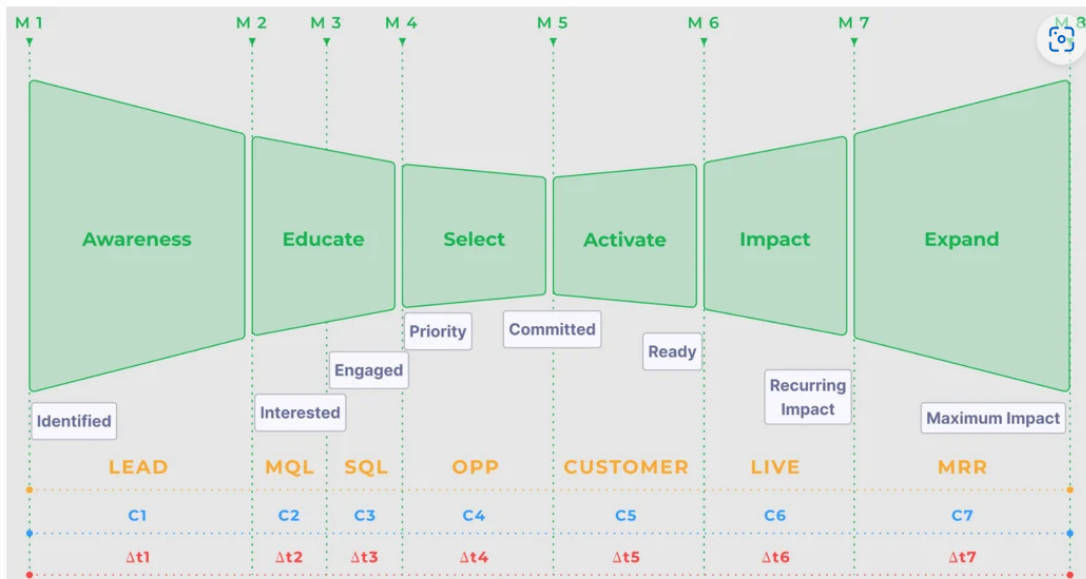 M 1
M 2
M 3
M 4
M 5
M 6
M 7
M 8
Awareness
Educate
Select
Activate
Impact
Expand
Priority
Committed
Ready
Engaged
Recurring
Impact
Interested
Identified
Maximum Impact
LEAD
MQL
SQL
OPP
CUSTOMER
LIVE
MRR
C1
C2
C3
C4
C5
C6
C7
Δt1
Δt2
Δt3
Δt4
Δt5
Δt6
Δt7